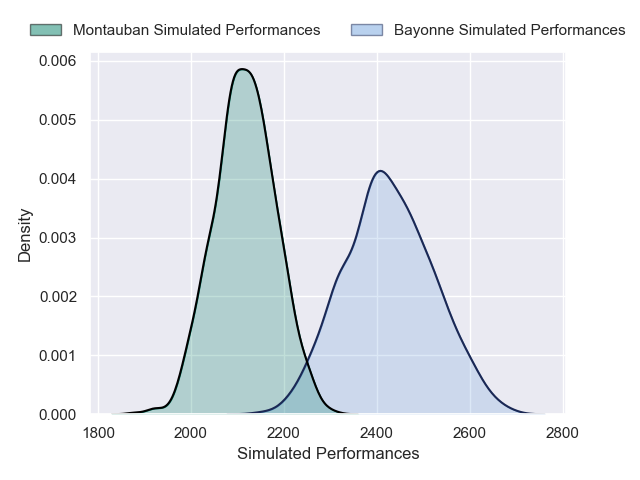 Montauban Simulated Performances Bayonne Simulated Performances
0.006
0.005
0.004
0.003
0.002
0.001
0.000
Density
1800 2000 2200 2400 2600 2800
Simulated Performances